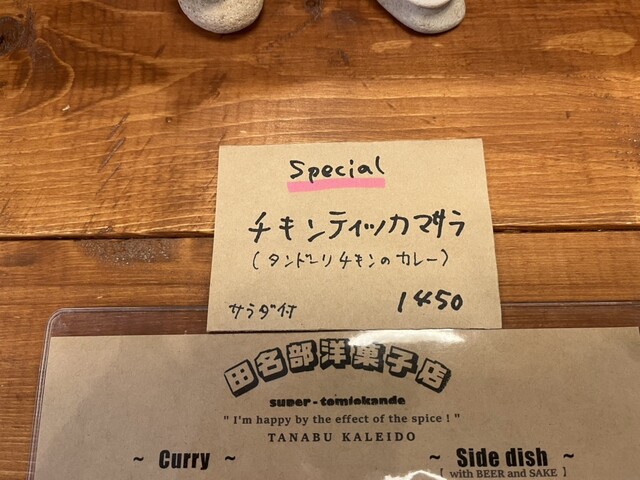 Special
チキンティッカマサラ
(タンドーリチキンのカレー)
サラダ付 1450
田名部洋菓子店
super-tomiokande
"I'm happy by the effect of the spice!"
TANABU KALEIDO
~ Curry ~ ~ Side dish ~
[ with BEER and SAKE ]